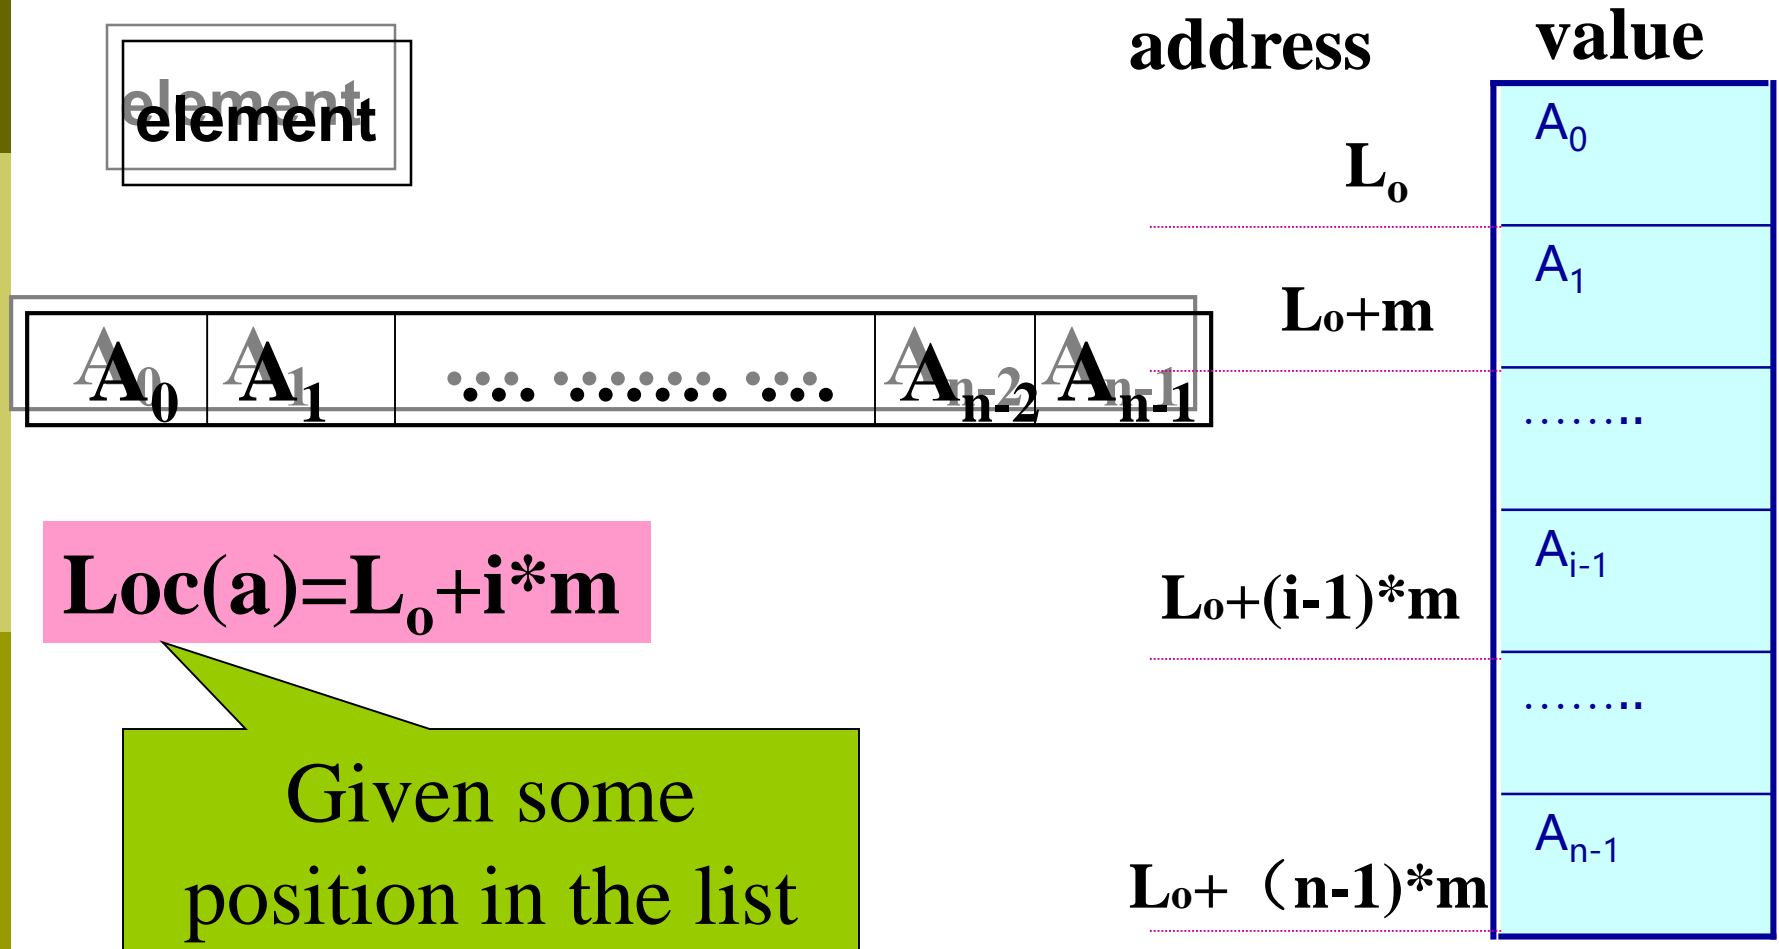 element
address value
L₀ A₀
L₀+m A₁
A₀ A₁ .... ...... .... Aₙ₋₂ Aₙ₋₁
……..
Loc(a)=L₀+i*m
L₀+(i-1)*m Aᵢ₋₁
……..
Given some
position in the list
L₀+（n-1)*m Aₙ₋₁